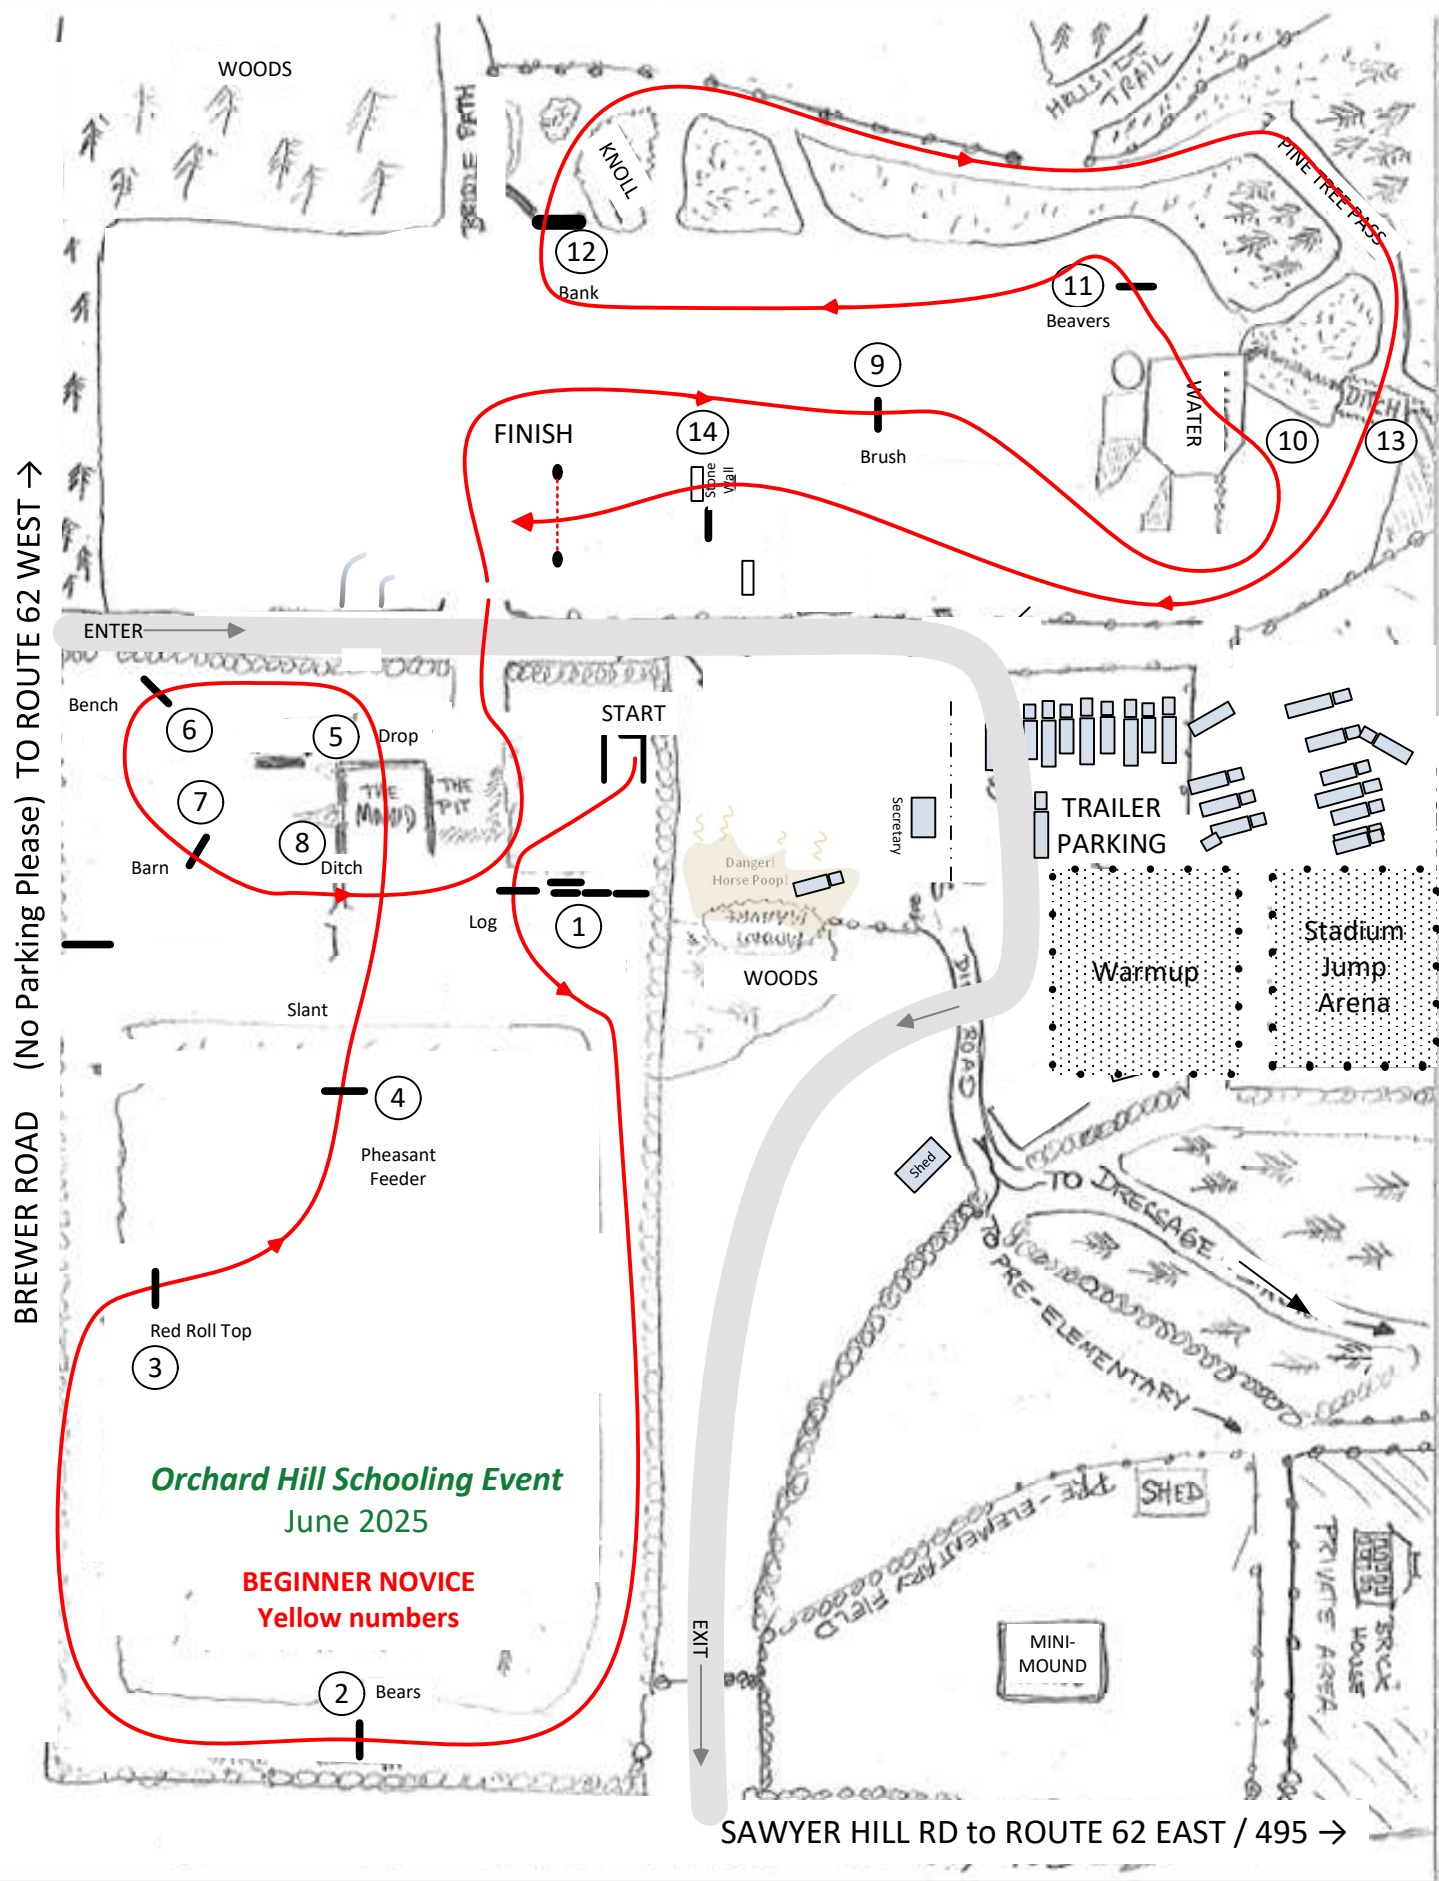 WOODS
BRIDLE PATH
KNOLL
HILLSIDE
TRAIL
PINE TREE PASS
12
Bank
11
Beavers
9
Brush
WATER
DITCH
10
13
FINISH
14
Stone
Wall
BREWER ROAD (No Parking Please) TO ROUTE 62 WEST →
ENTER
Bench
6
5
Drop
START
THE
MOUND
THE
PIT
7
8
Barn
Ditch
Log
1
Secretary
TRAILER
PARKING
Danger!
Horse Poop!
WOODS
Warmup
Stadium
Jump
Arena
Slant
4
Pheasant
Feeder
ROAD
Shed
TO DRESSAGE
TO PRE-ELEMENTARY
Red Roll Top
3
Orchard Hill Schooling Event
June 2025
BEGINNER NOVICE
Yellow numbers
2
Bears
PRE-ELEMENTARY FIELD
SHED
MINI-
MOUND
PRIVATE AREA
BRICK
HOUSE
EXIT
SAWYER HILL RD to ROUTE 62 EAST / 495 →